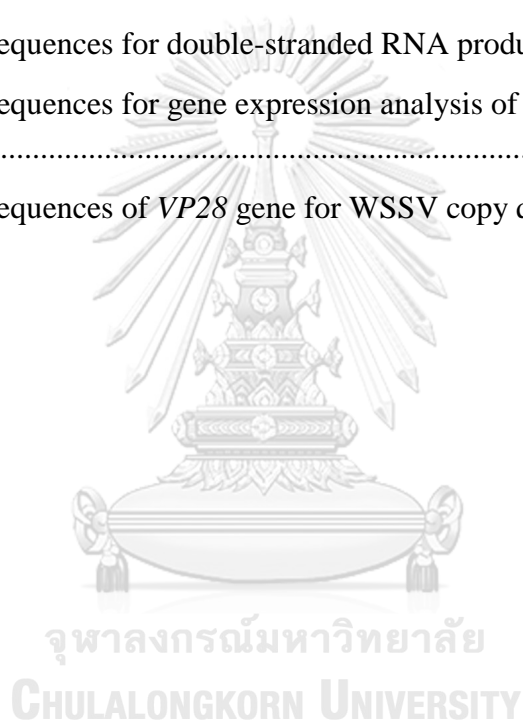 equences for double-stranded RNA produ
equences for gene expression analysis of
................................................................
equences of VP28 gene for WSSV copy d
จุฬาลงกรณ์มหาวิทยาลัย
CHULALONGKORN UNIVERSITY